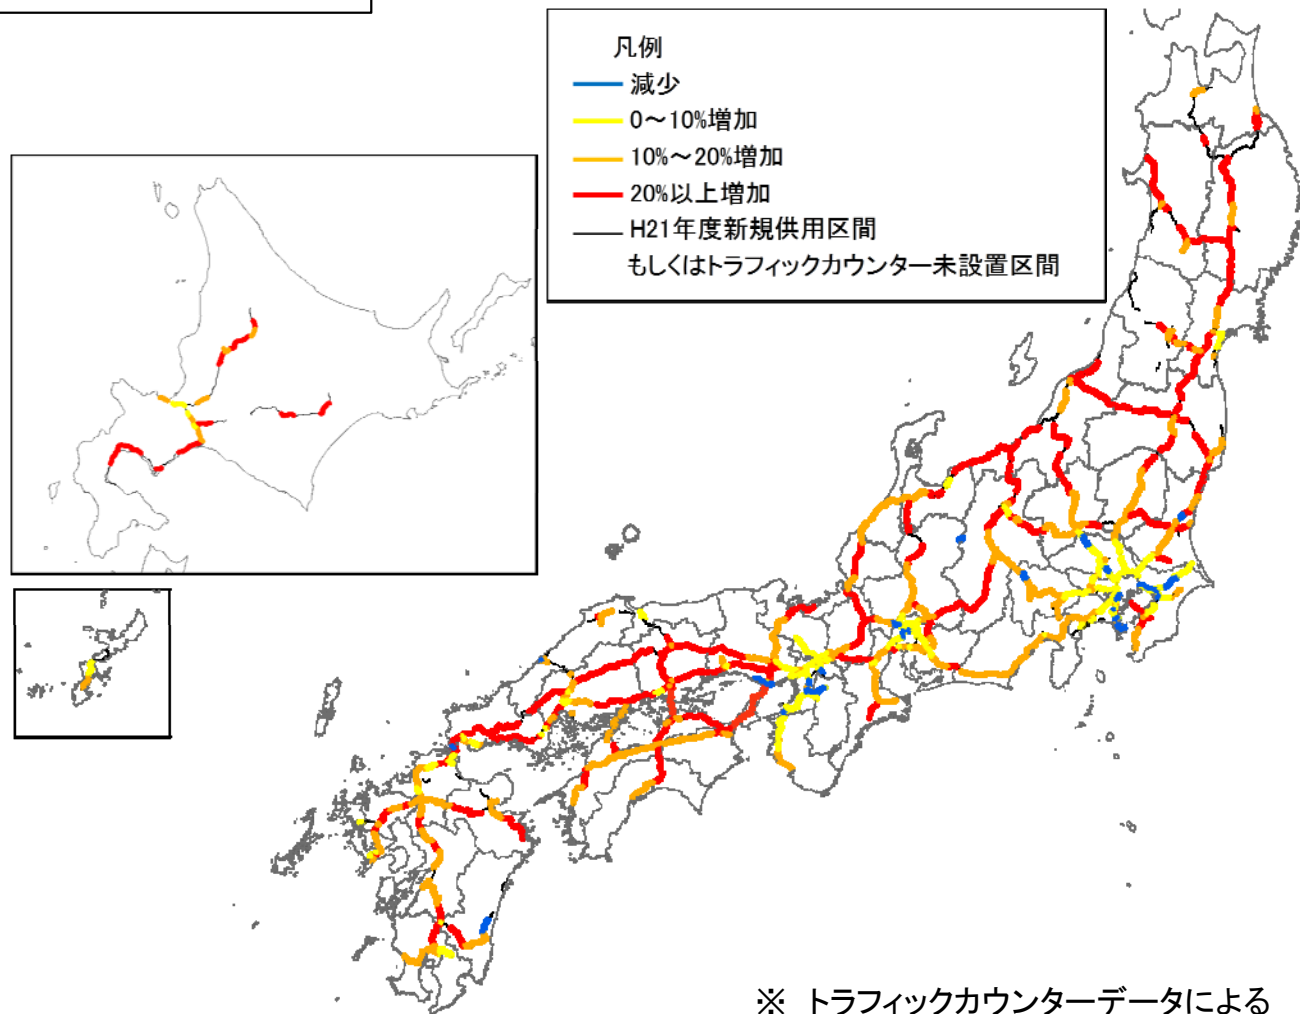 凡例
減少
0～10%増加
10%～20%増加
20%以上増加
H21年度新規供用区間
もしくはトラフィックカウンター未設置区間
※ トラフィックカウンターデータによる